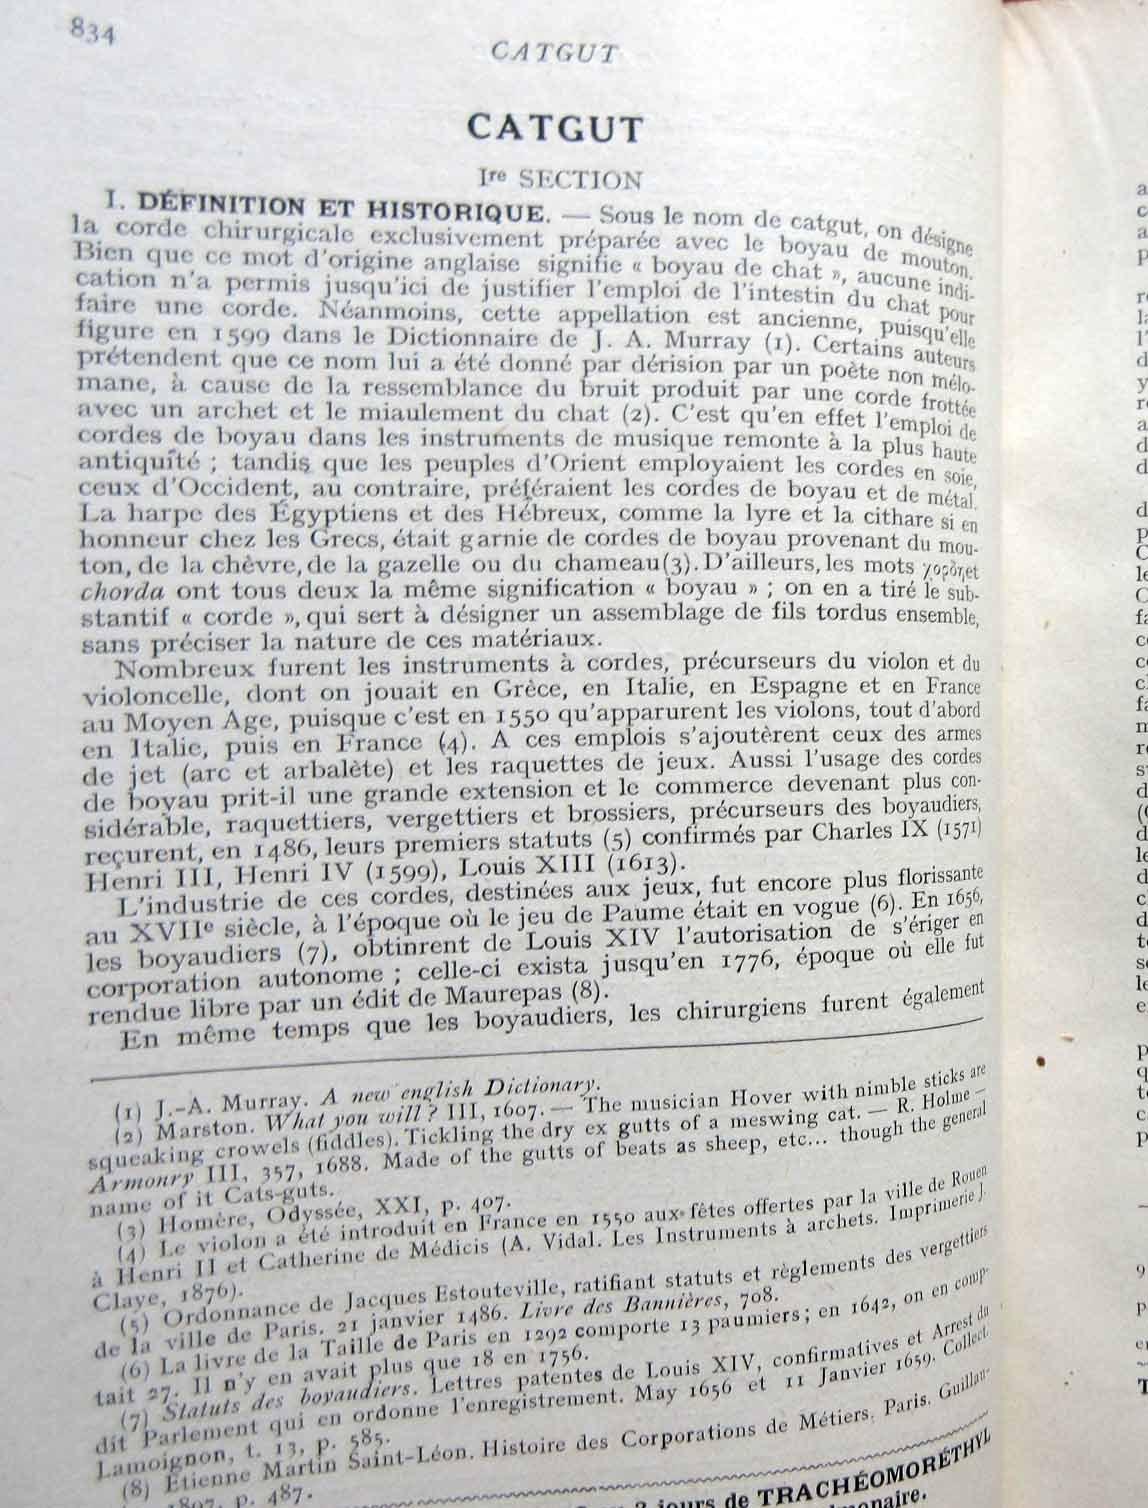 834
CATGUT
CATGUT
Ire SECTION
I. DÉFINITION ET HISTORIQUE. — Sous le nom de catgut, on désigne
la corde chirurgicale exclusivement préparée avec le boyau de mouton.
Bien que ce mot d'origine anglaise signifie « boyau de chat », aucune indi-
cation n'a permis jusqu'ici de justifier l'emploi de l'intestin du chat pour
faire une corde. Néanmoins, cette appellation est ancienne, puisqu'elle
figure en 1599 dans le Dictionnaire de J. A. Murray (1). Certains auteurs
prétendent que ce nom lui a été donné par dérision par un poète non mélo-
mane, à cause de la ressemblance du bruit produit par une corde frottée
avec un archet et le miaulement du chat (2). C'est qu'en effet l'emploi de
cordes de boyau dans les instruments de musique remonte à la plus haute
antiquité ; tandis que les peuples d'Orient employaient les cordes en soie,
ceux d'Occident, au contraire, préféraient les cordes de boyau et de métal.
La harpe des Égyptiens et des Hébreux, comme la lyre et la cithare si en
honneur chez les Grecs, était garnie de cordes de boyau provenant du mou-
ton, de la chèvre, de la gazelle ou du chameau (3). D'ailleurs, les mots et
chorda ont tous deux la même signification « boyau » ; on en a tiré le sub-
stantif « corde », qui sert à désigner un assemblage de fils tordus ensemble,
sans préciser la nature de ces matériaux.
Nombreux furent les instruments à cordes, précurseurs du violon et du
violoncelle, dont on jouait en Grèce, en Italie, en Espagne et en France
au Moyen Age, puisque c'est en 1550 qu'apparurent les violons, tout d'abord
en Italie, puis en France (4). A ces emplois s'ajoutèrent ceux des armes
de jet (arc et arbalète) et les raquettes de jeux. Aussi l'usage des cordes
de boyau prit-il une grande extension et le commerce devenant plus con-
sidérable, raquettiers, vergettiers et brossiers, précurseurs des boyaudiers,
reçurent, en 1486, leurs premiers statuts (5) confirmés par Charles IX (1571)
Henri III, Henri IV (1599), Louis XIII (1613).
L'industrie de ces cordes, destinées aux jeux, fut encore plus florissante
au XVIIe siècle, à l'époque où le jeu de Paume était en vogue (6). En 1656,
les boyaudiers (7), obtinrent de Louis XIV l'autorisation de s'ériger en
corporation autonome ; celle-ci exista jusqu'en 1776, époque où elle fut
rendue libre par un édit de Maurepas (8).
En même temps que les boyaudiers, les chirurgiens furent également
(1) J.-A. Murray. A new english Dictionary.
(2) Marston. What you will ? III, 1607. — The musician Hover with nimble sticks are
squeaking crowels (fiddles). Tickling the dry ex gutts of a meswing cat. — R. Holme —
Armonry III, 357, 1688. Made of the gutts of beats as sheep, etc... though the general
name of it Cats-guts.
(3) Homère, Odyssée, XXI, p. 407.
(4) Le violon a été introduit en France en 1550 aux fêtes offertes par la ville de Rouen
à Henri II et Catherine de Médicis (A. Vidal. Les Instruments à archets. Imprimerie J.
Claye, 1876).
(5) Ordonnance de Jacques Estouteville, ratifiant statuts et règlements des vergettiers
de la ville de Paris. 21 janvier 1486. Livre des Bannières, 708.
(6) La livre de la Taille de Paris en 1292 comporte 13 paumiers ; en 1642, on en comp-
tait 27. Il n'y en avait plus que 18 en 1756.
(7) Statuts des boyaudiers. Lettres patentes de Louis XIV, confirmatives et Arrest du
dit Parlement qui en ordonne l'enregistrement. May 1656 et 11 Janvier 1659. Collect.
Lamoignon, t. 13, p. 585.
(8) Etienne Martin Saint-Léon. Histoire des Corporations de Métiers. Paris. Guillau-
p. 487.
jours de TRACHÉOMORÉTHYL